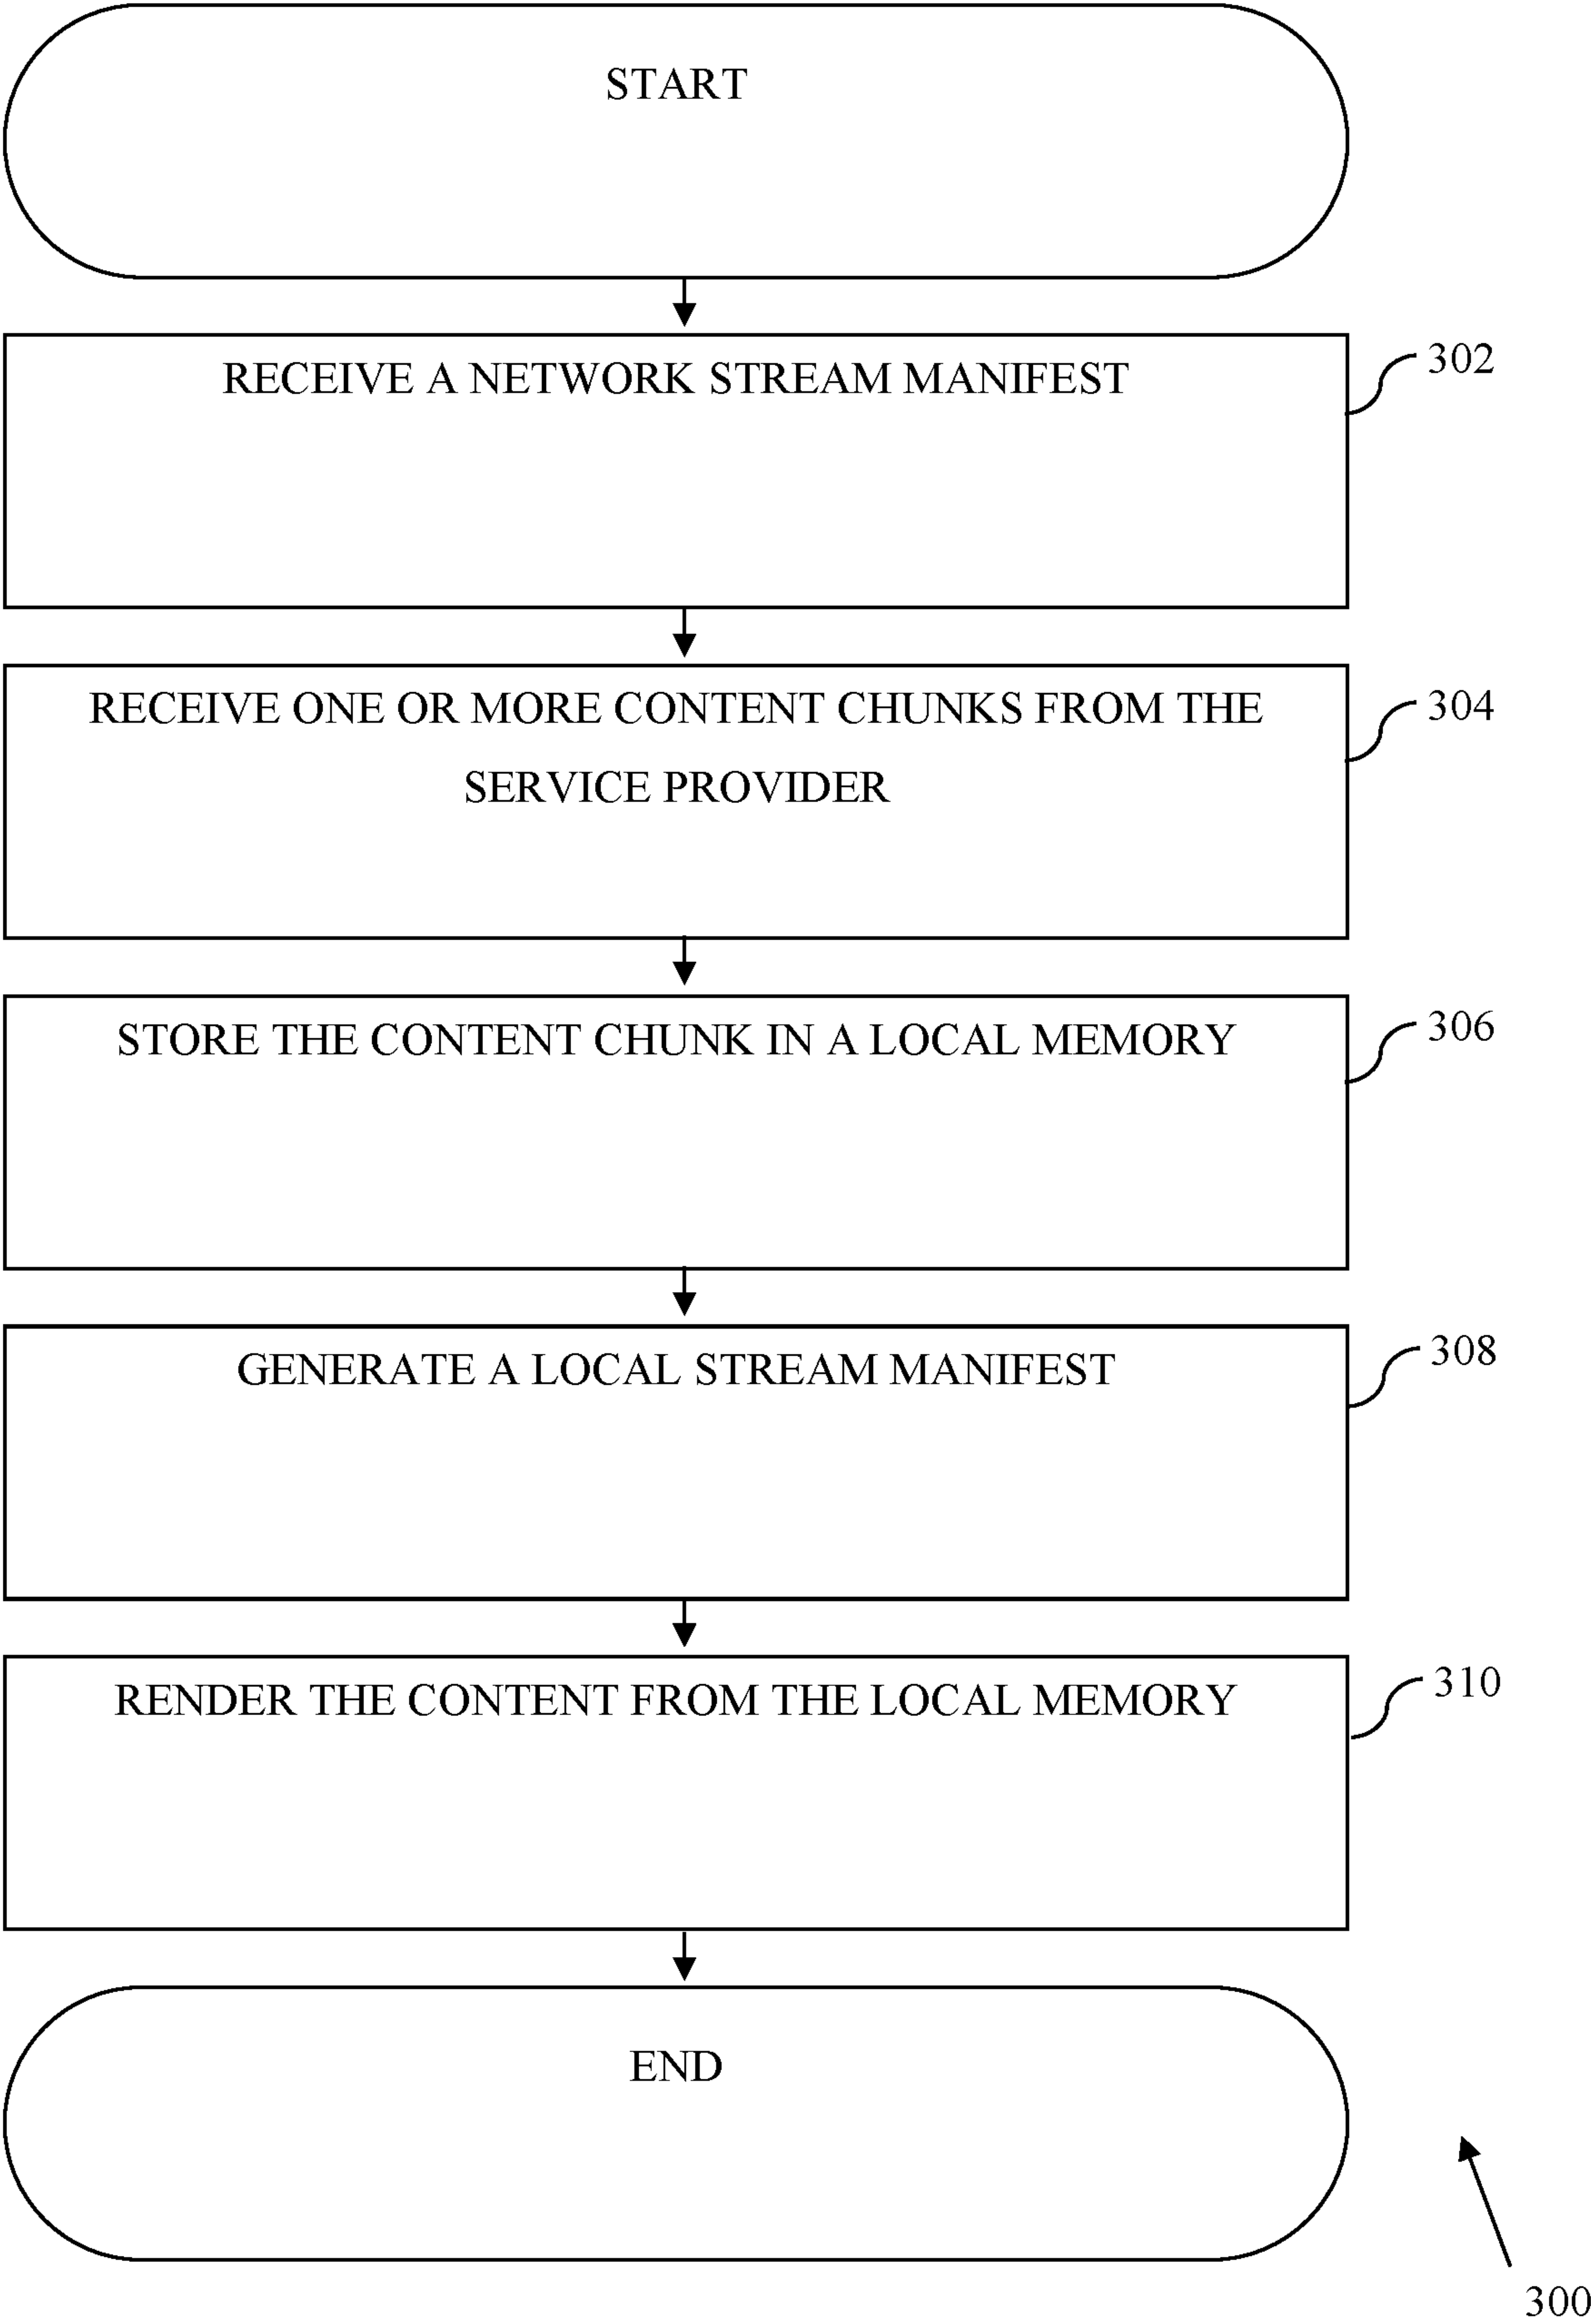 START
RECEIVE A NETWORK STREAM MANIFEST
302
RECEIVE ONE OR MORE CONTENT CHUNKS FROM THE
SERVICE PROVIDER
304
STORE THE CONTENT CHUNK IN A LOCAL MEMORY
306
GENERATE A LOCAL STREAM MANIFEST
308
RENDER THE CONTENT FROM THE LOCAL MEMORY
310
END
300